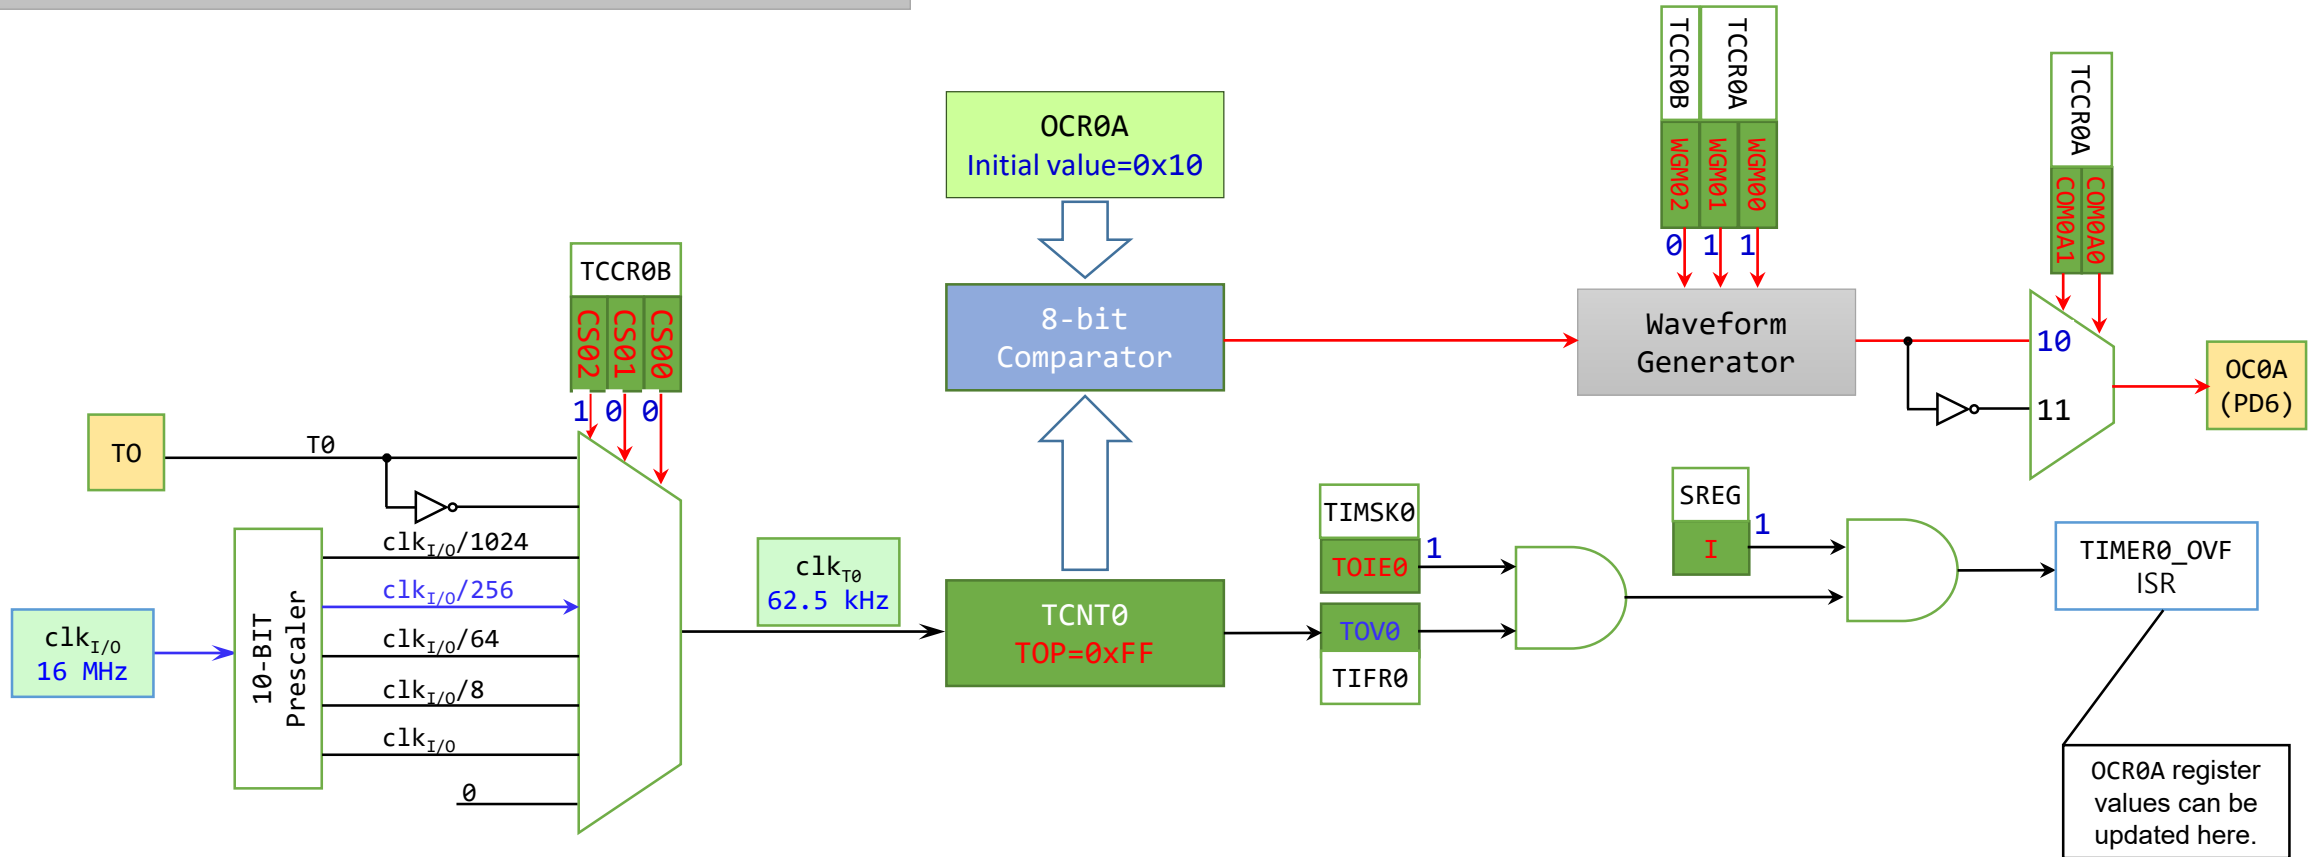 TCCR0B
TCCR0A
WGM02
WGM01
WGM00
0
1
1
TCCR0A
COM0A1
COM0A0
OCR0A
Initial value=0x10
TCCR0B
CS02
CS01
CS00
1
0
0
8-bit
Comparator
Waveform
Generator
10
11
OC0A
(PD6)
TO
T0
clkI/O/1024
clkI/O/256
clkI/O/64
clkI/O/8
clkI/O
0
10-BIT
Prescaler
clkI/O
16 MHz
clkT0
62.5 kHz
TCNT0
TOP=0xFF
TIMSK0
TOIE0
1
TOV0
TIFR0
SREG
I
1
TIMER0_OVF
ISR
OCR0A register
values can be
updated here.